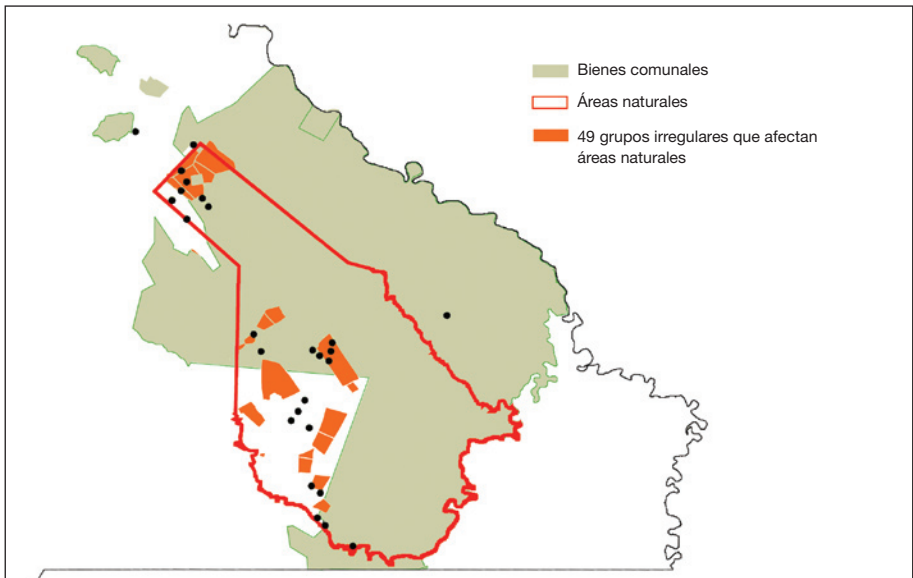 Bienes comunales
Áreas naturales
49 grupos irregulares que afectan
áreas naturales